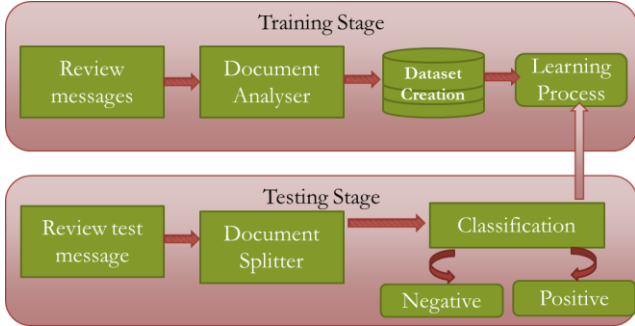 Training Stage
Review
messages
Document
Analyser
Dataset
Creation
Learning
Process
Testing Stage
Review test
message
Document
Splitter
Classification
Negative
Positive